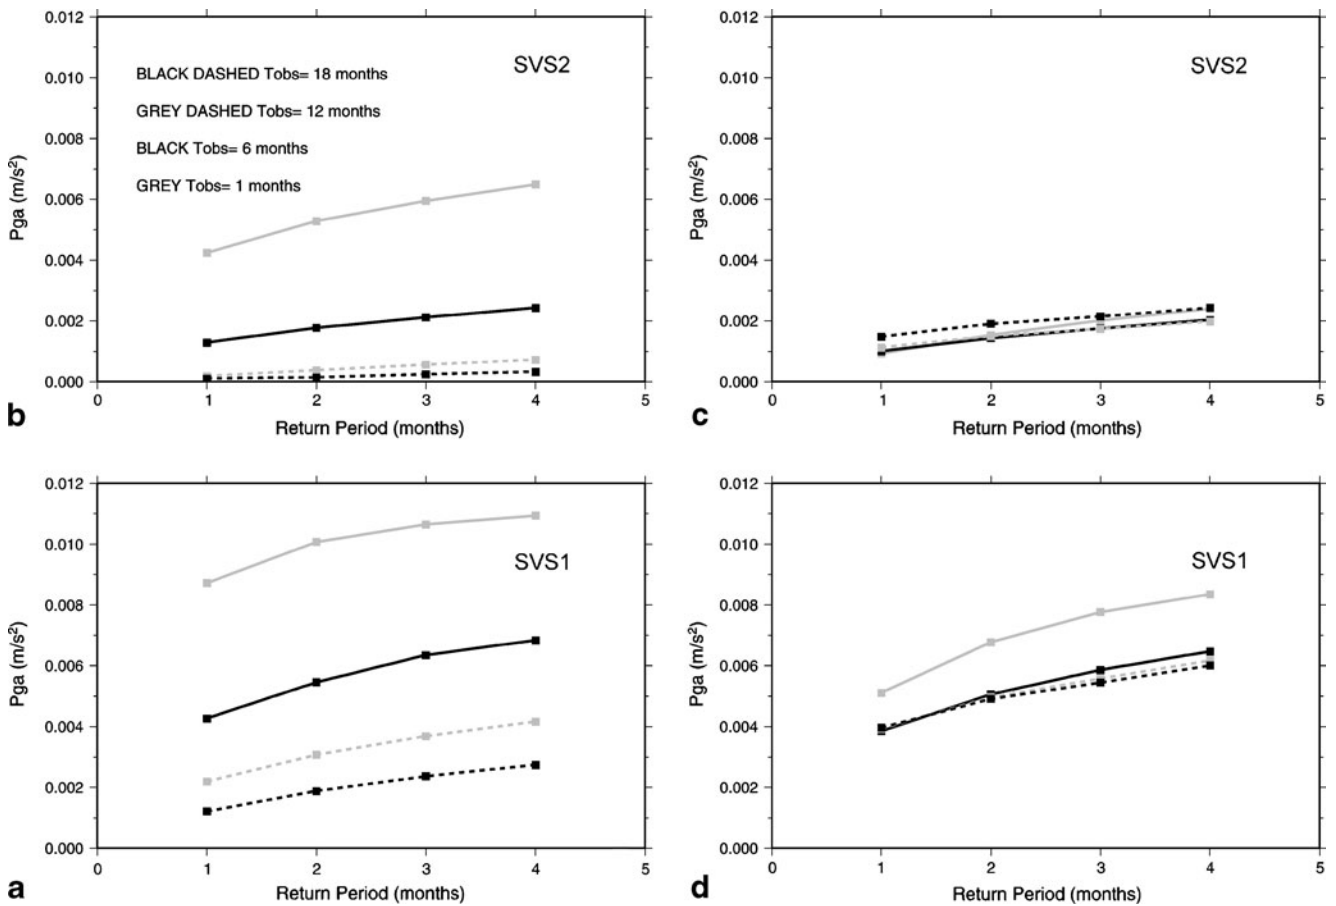 0.012
0.010
0.008
0.006
0.004
0.002
0.000
Pga (m/s²)
SVS2
BLACK DASHED Tobs= 18 months
GREY DASHED Tobs= 12 months
BLACK Tobs= 6 months
GREY Tobs= 1 months
0 1 2 3 4 5
Return Period (months)
b
0.012
0.010
0.008
0.006
0.004
0.002
0.000
Pga (m/s²)
SVS2
0 1 2 3 4 5
Return Period (months)
c
0.012
0.010
0.008
0.006
0.004
0.002
0.000
Pga (m/s²)
SVS1
0 1 2 3 4 5
Return Period (months)
a
0.012
0.010
0.008
0.006
0.004
0.002
0.000
Pga (m/s²)
SVS1
0 1 2 3 4 5
Return Period (months)
d